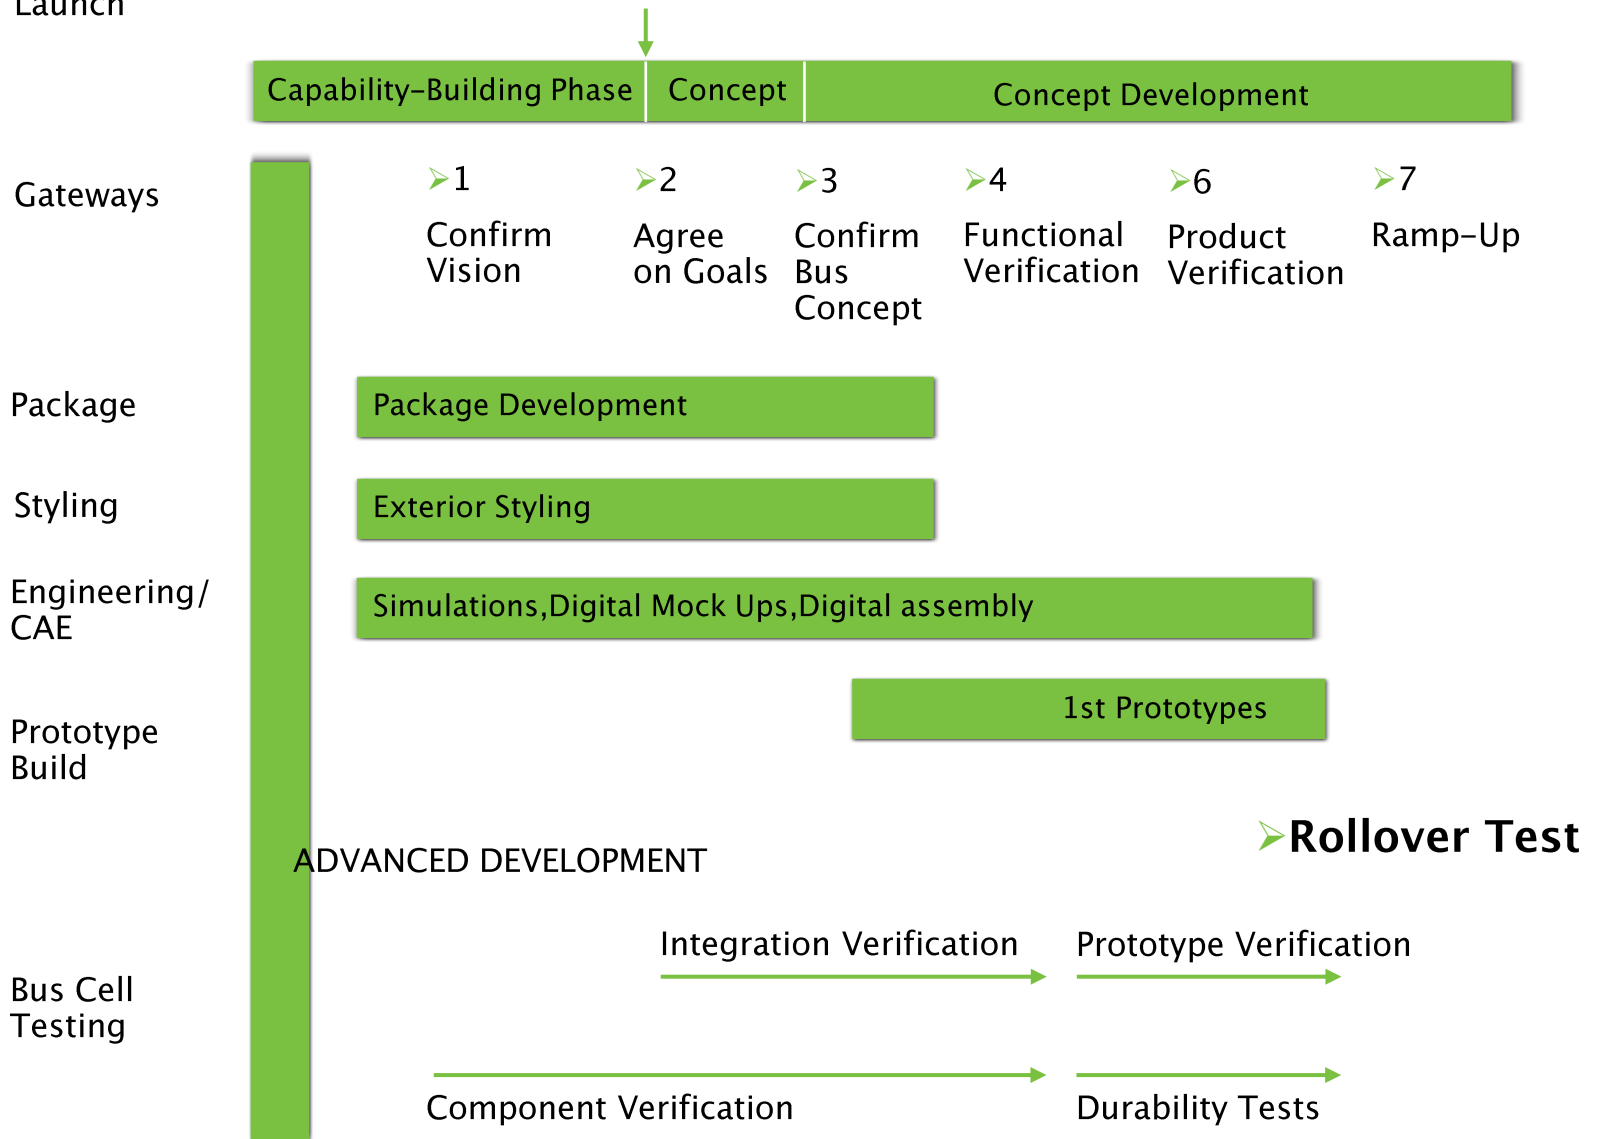 Launch
Capability-Building Phase
Concept
Concept Development
Gateways
1
2
3
4
6
7
Confirm
Vision
Agree
on Goals
Confirm
Bus
Concept
Functional
Verification
Product
Verification
Ramp-Up
Package
Package Development
Styling
Exterior Styling
Engineering/
CAE
Simulations,Digital Mock Ups,Digital assembly
Prototype
Build
1st Prototypes
Rollover Test
ADVANCED DEVELOPMENT
Integration Verification
Prototype Verification
Bus Cell
Testing
Component Verification
Durability Tests